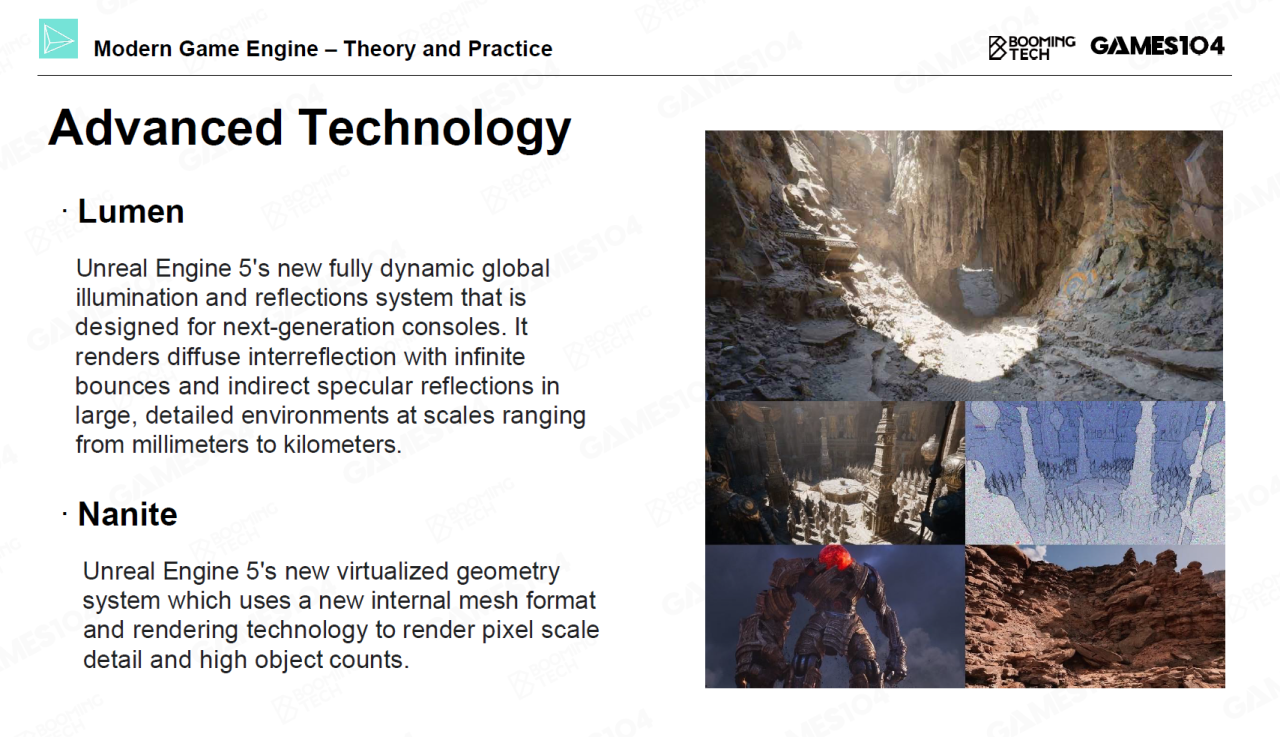 Modern Game Engine – Theory and Practice
BOOMING
TECH
GAMES104
Advanced Technology
· Lumen
Unreal Engine 5's new fully dynamic global
illumination and reflections system that is
designed for next-generation consoles. It
renders diffuse interreflection with infinite
bounces and indirect specular reflections in
large, detailed environments at scales ranging
from millimeters to kilometers.
· Nanite
Unreal Engine 5's new virtualized geometry
system which uses a new internal mesh format
and rendering technology to render pixel scale
detail and high object counts.